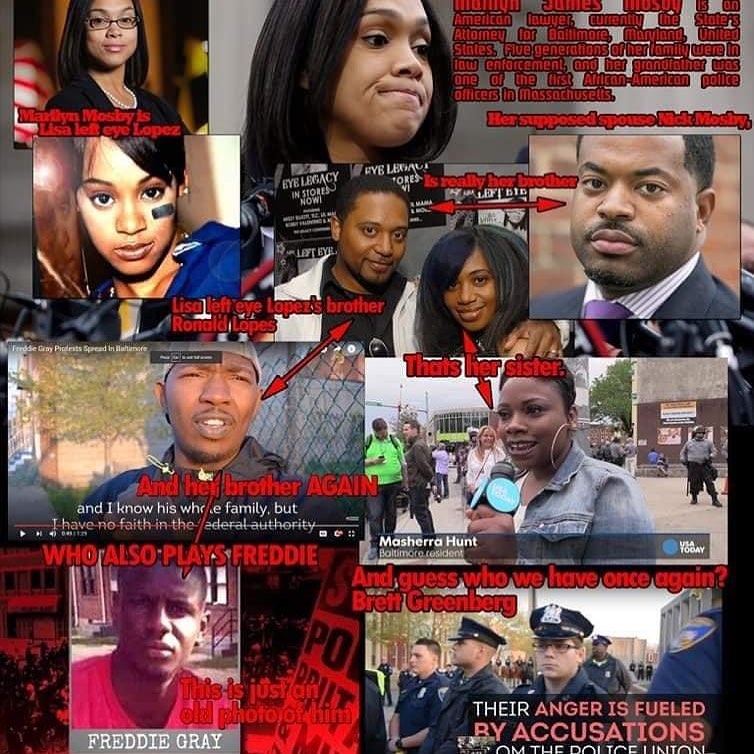 Marilyn James Mosby is an
American lawyer, currently the State's
Attorney for Baltimore, Maryland, United
States. Five generations of her family were in
law enforcement, and her grandfather was
one of the first African-American police
officers in Massachusetts.
Marilyn Mosby is
Lisa left eye Lopez
Her supposed spouse Nick Mosby,
EYE LEGACY
IN STORES
NOW!
EYE LEGACY
Is really her brother
LEFT EYE
LEFT EYE
Lisa left eye Lopez's brother
Ronald Lopes
Freddie Gray Protests Spread In Baltimore
Thats her sister.
And her brother AGAIN
and I know his whole family, but
I have no faith in the federal authority
Masherra Hunt
Baltimore resident
USA
TODAY
USA
TODAY
WHO ALSO PLAYS FREDDIE
And guess who we have once again?
Brett Greenberg
This is just an
old photo of him
FREDDIE GRAY
THEIR ANGER IS FUELED
BY ACCUSATIONS
OM THE POLICE UNION